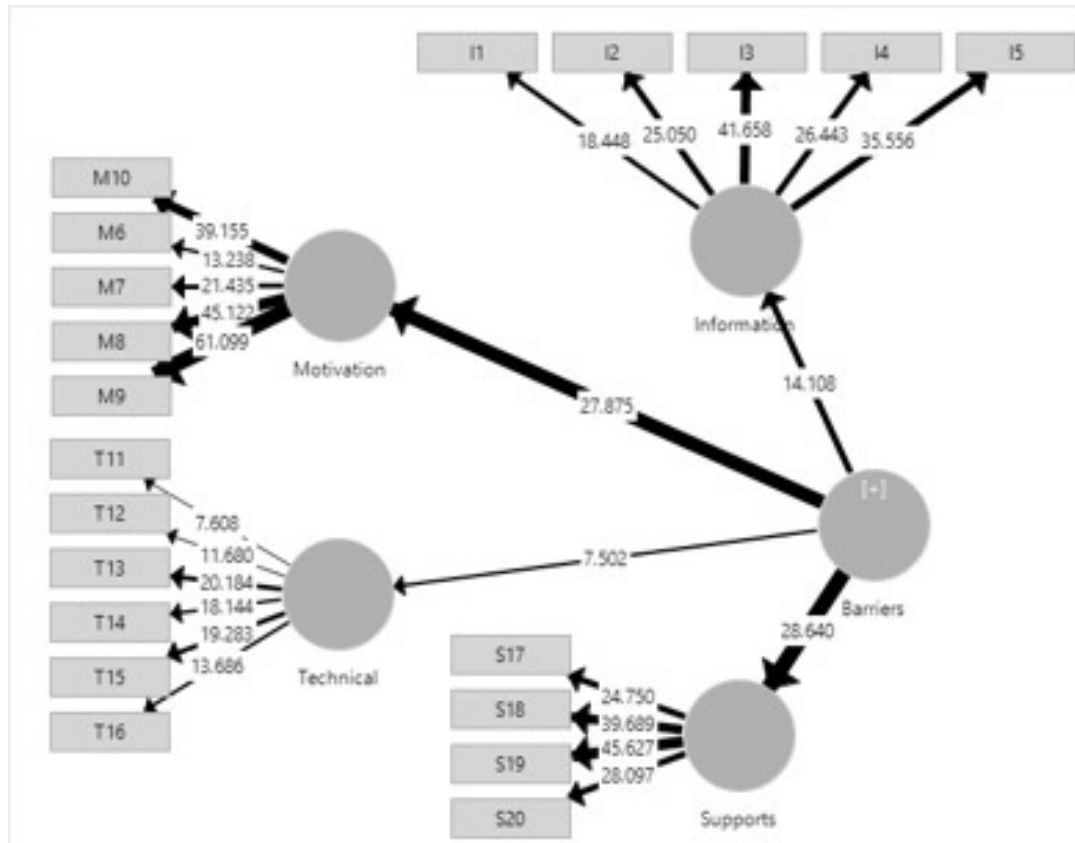 I1 I2 I3 I4 I5
18.448 25.050 41.658 26.443 35.556
Information
M10
M6
M7
M8
M9
39.155
13.238
21.435
45.122
61.099
Motivation
27.875
14.108
T11
T12
T13
T14
T15
T16
7.608
11.680
20.184
18.144
19.283
13.686
Technical
7.502
[+]
Barriers
28.640
S17
S18
S19
S20
24.750
39.689
45.627
28.097
Supports